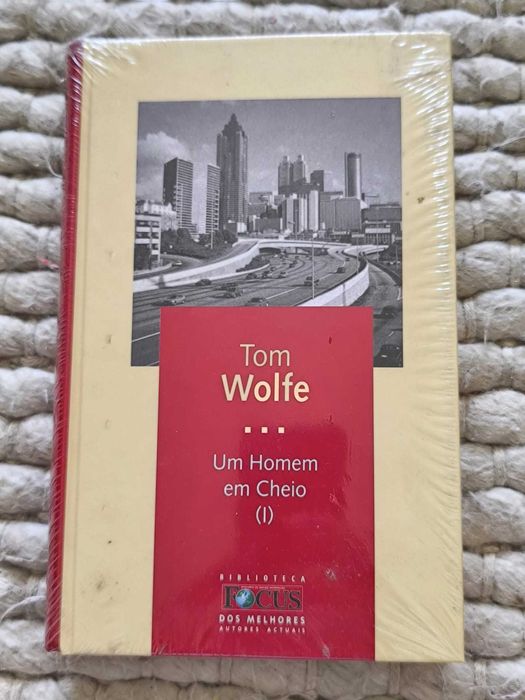 Tom
Wolfe
Um Homem
em Cheio
(I)
BIBLIOTECA
FOCUS
DOS MELHORES
AUTORES ACTUAIS